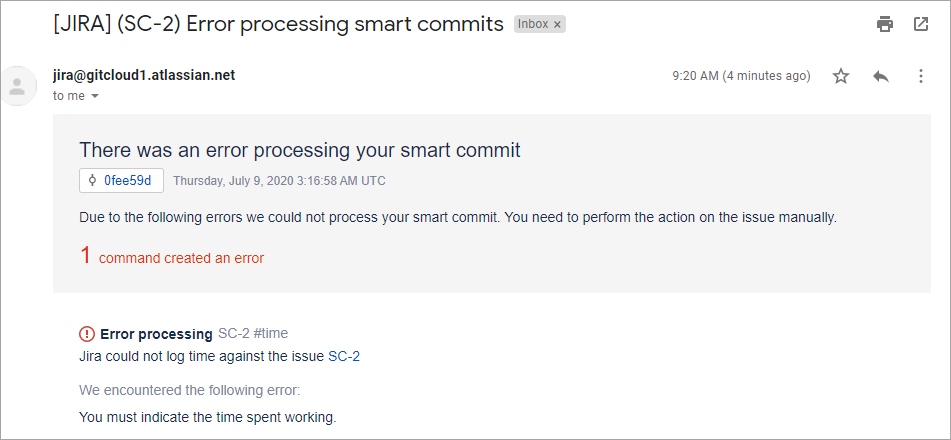 [JIRA] (SC-2) Error processing smart commits Inbox ×
jira@gitcloud1.atlassian.net 9:20 AM (4 minutes ago)
to me
There was an error processing your smart commit
0fee59d Thursday, July 9, 2020 3:16:58 AM UTC
Due to the following errors we could not process your smart commit. You need to perform the action on the issue manually.
1 command created an error
Error processing SC-2 #time
Jira could not log time against the issue SC-2
We encountered the following error:
You must indicate the time spent working.